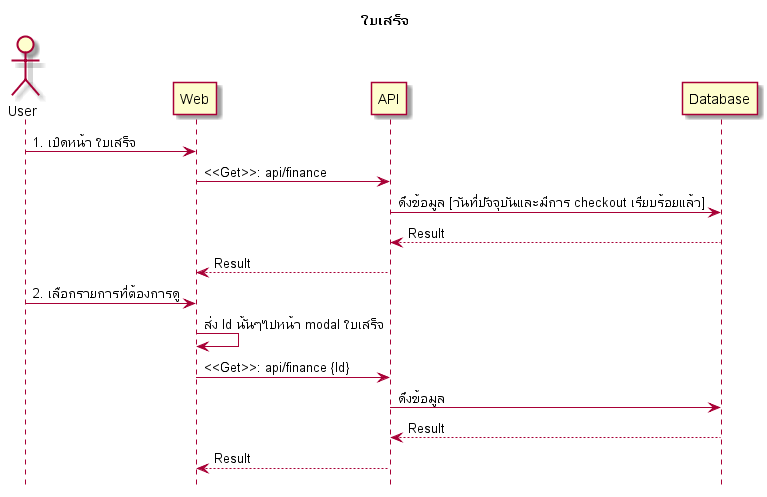 ใบเสร็จ
User
Web
API
Database
1. เปิดหน้า ใบเสร็จ
<<Get>>: api/finance
ดึงข้อมูล [วันที่ปัจจุบันและมีการ checkout เรียบร้อยแล้ว]
Result
Result
2. เลือกรายการที่ต้องการดู
ส่ง Id นั้นๆไปหน้า modal ใบเสร็จ
<<Get>>: api/finance {Id}
ดึงข้อมูล
Result
Result